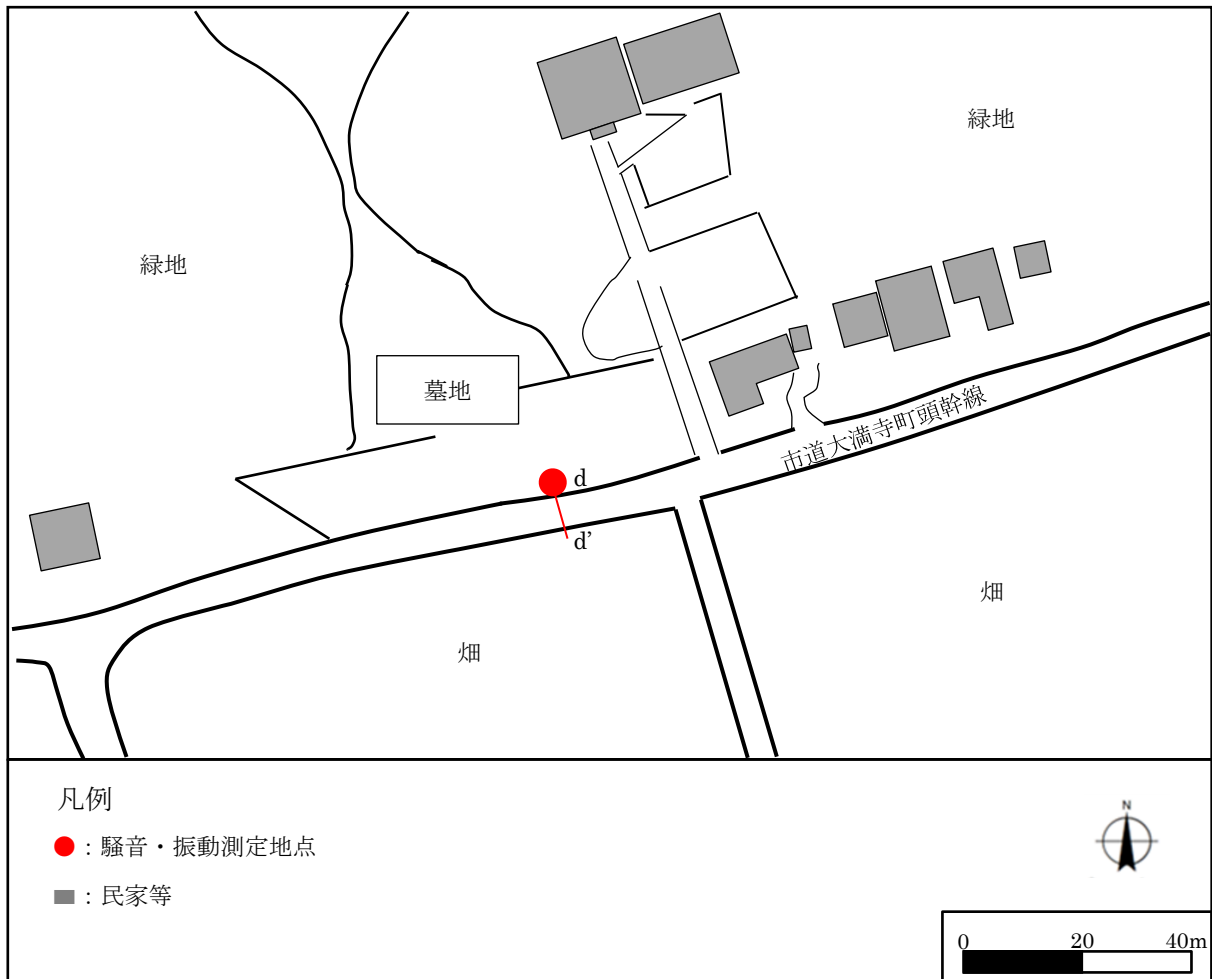 緑地
緑地
墓地
市道大満寺町頭幹線
d
d’
畑
畑
凡例
：騒音・振動測定地点
：民家等
N
0 20 40m